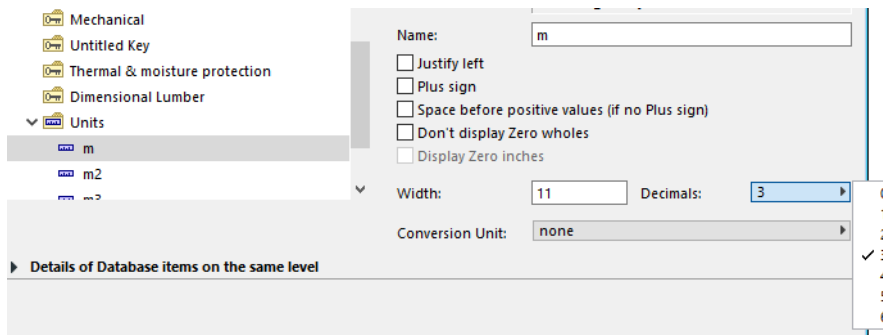 Mechanical
Untitled Key
Thermal & moisture protection
Dimensional Lumber
Units
m
m2
Name:
m
Justify left
Plus sign
Space before positive values (if no Plus sign)
Don't display Zero wholes
Display Zero inches
Width:
11
Decimals:
3
Conversion Unit:
none
Details of Database items on the same level